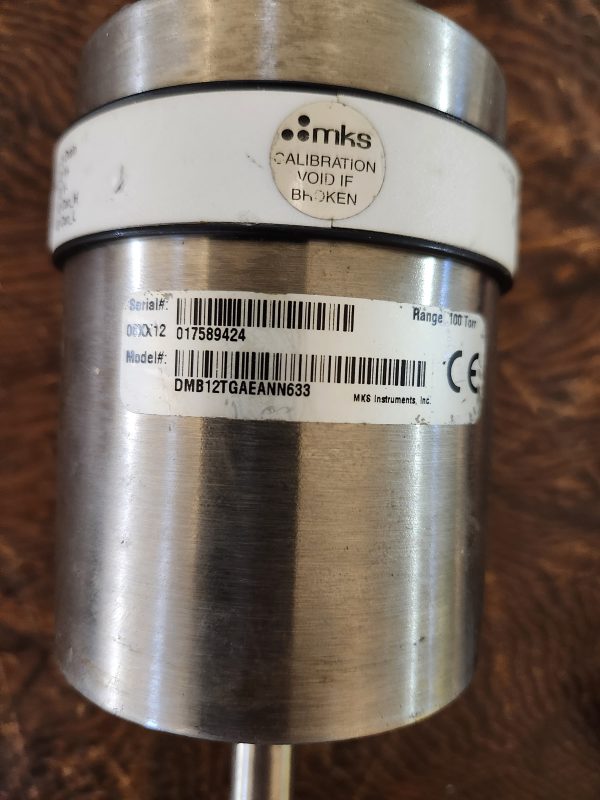 mks
CALIBRATION
VOID IF
BROKEN
Serial#:
Range 100 Torr
017589424
Model#:
CE
DMB12TGAEANN633
MKS Instruments, Inc.